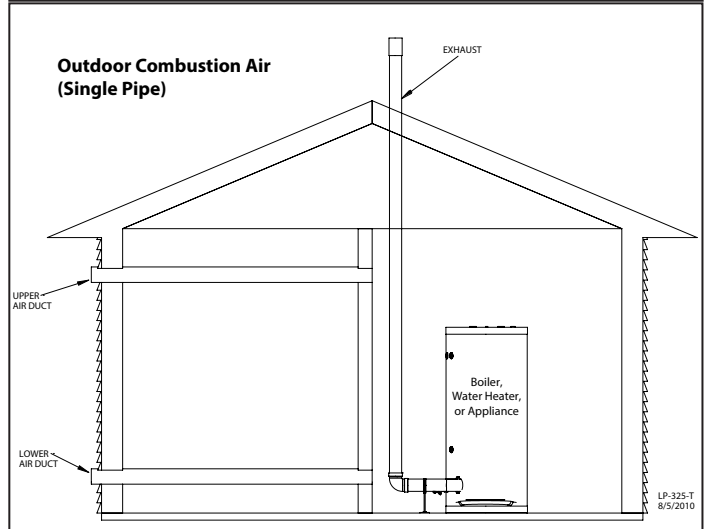 Outdoor Combustion Air
(Single Pipe)
EXHAUST
UPPER
AIR DUCT
Boiler,
Water Heater,
or Appliance
LOWER
AIR DUCT
LP-325-T
8/5/2010